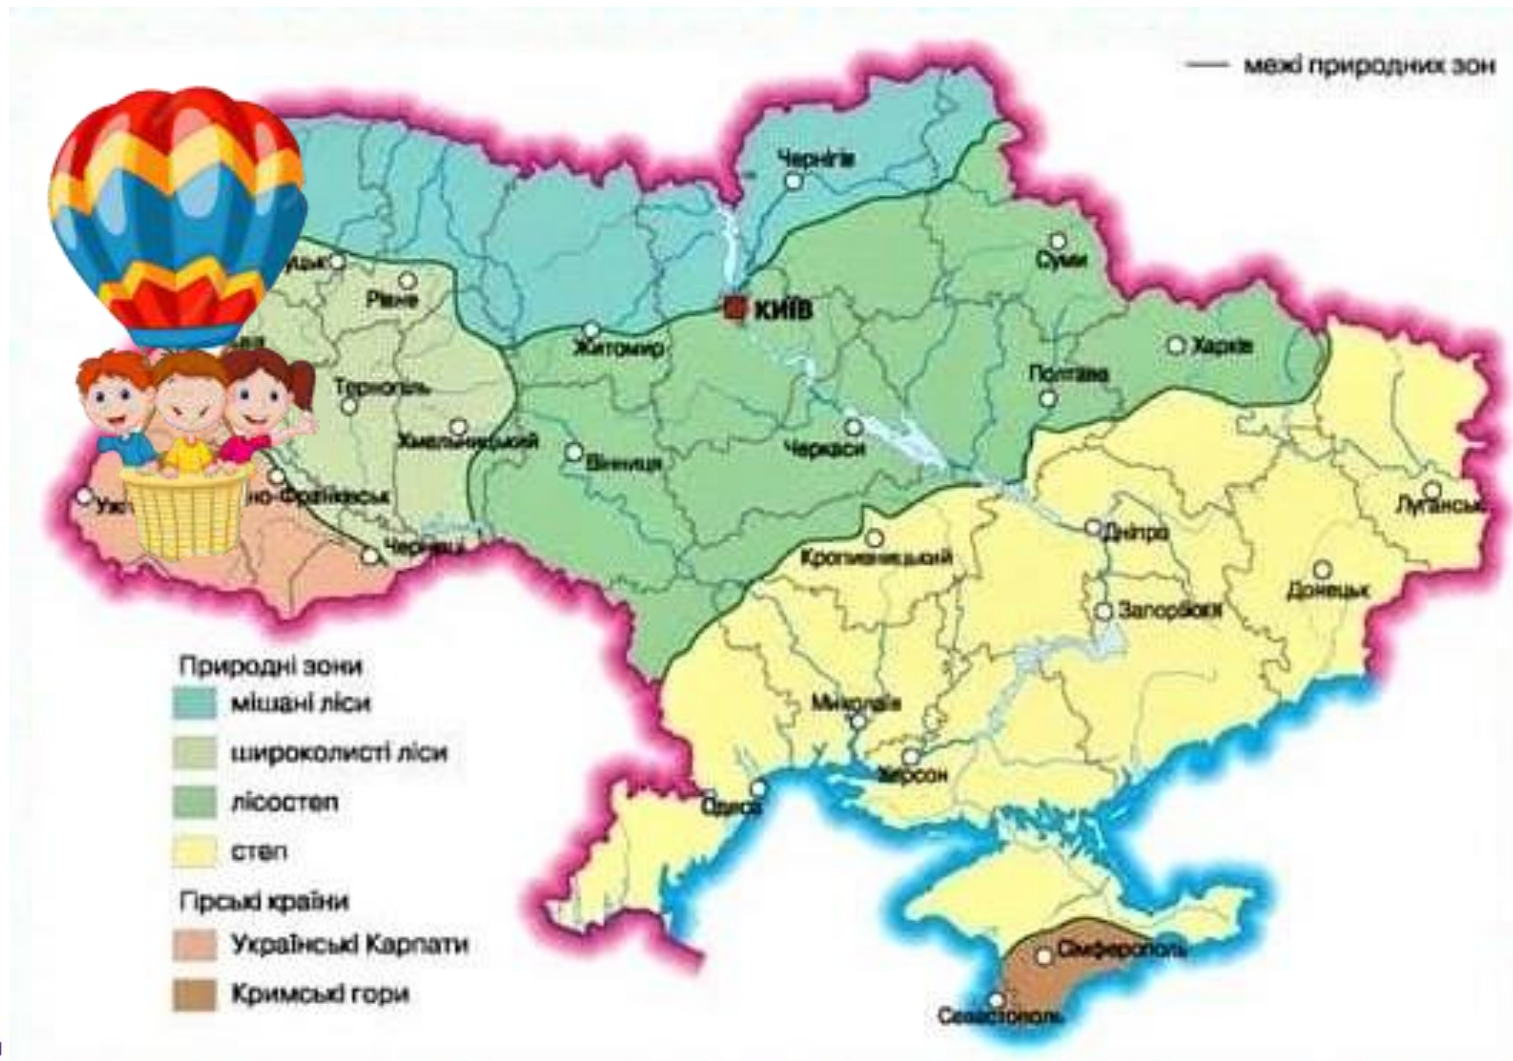 межі природних зон
Чернігів
Суми
Рівне
КИЇВ
Житомир
Харків
Полтава
Тернопіль
Хмельницький
Вінниця
Черкаси
но-Франківськ
Луганськ
Чернівці
Дніпро
Кропивницький
Донецьк
Запоріжжя
Миколаїв
Херсон
Одеса
Сімферополь
Севастополь
Природні зони
мішані ліси
широколисті ліси
лісостеп
степ
Гірські країни
Українські Карпати
Кримські гори